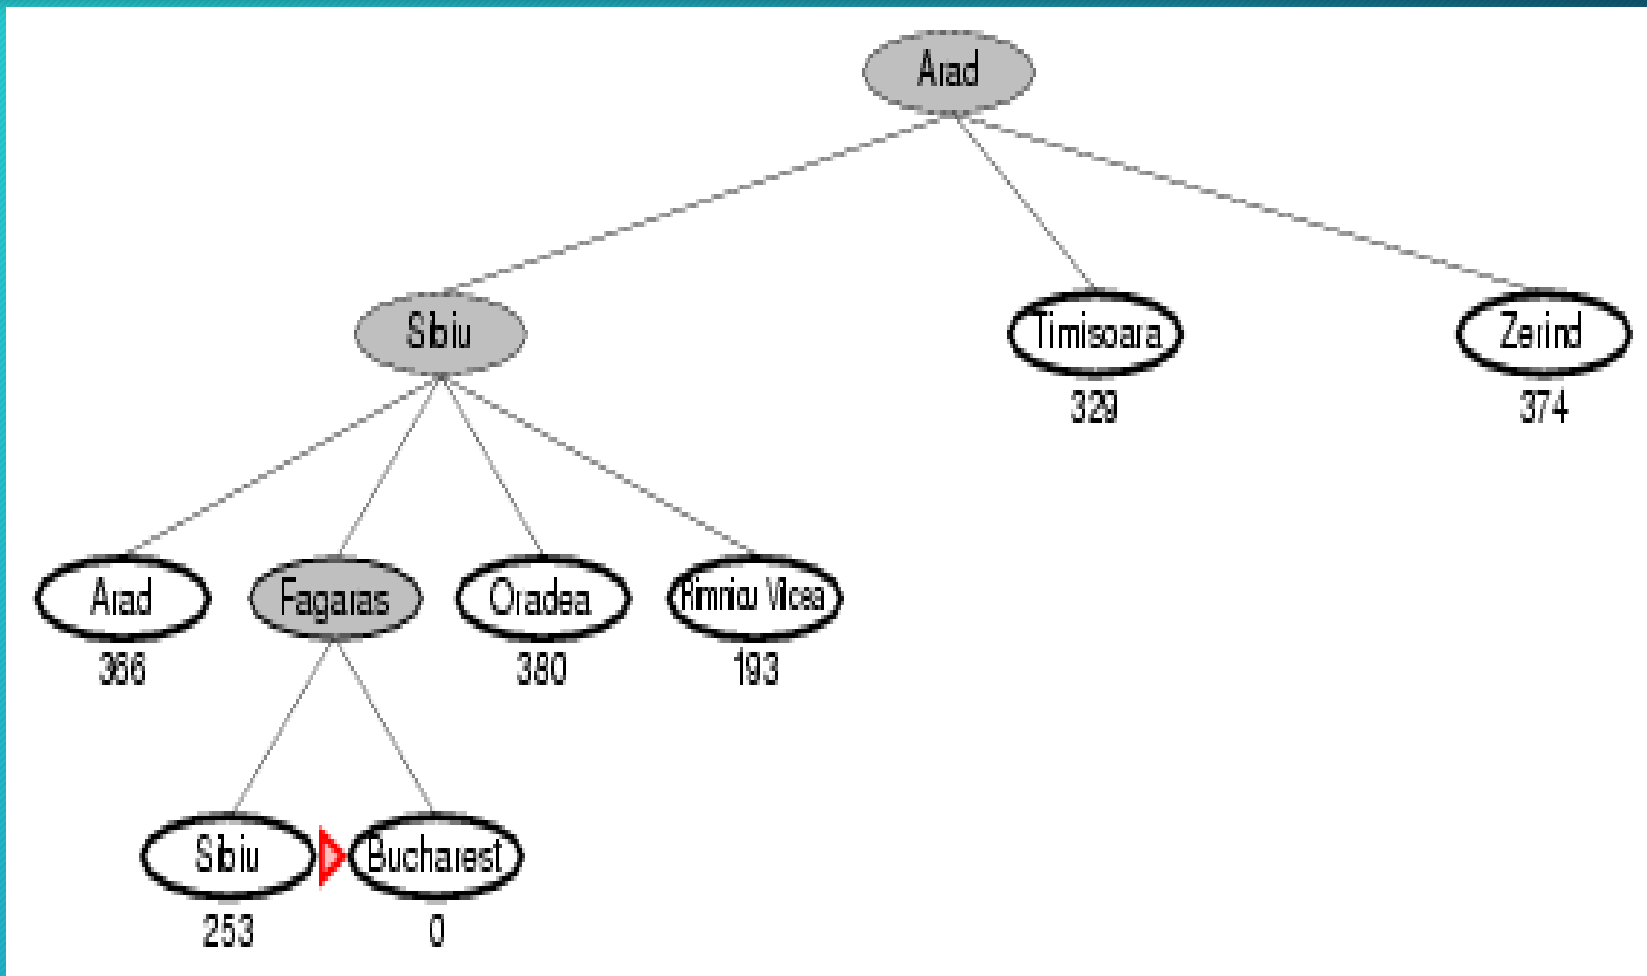 Arad
Sibiu
Timisoara
Zerind
329
374
Arad
Fagaras
Oradea
Rimnicu Vilcea
366
380
193
Sibiu
Bucharest
253
0